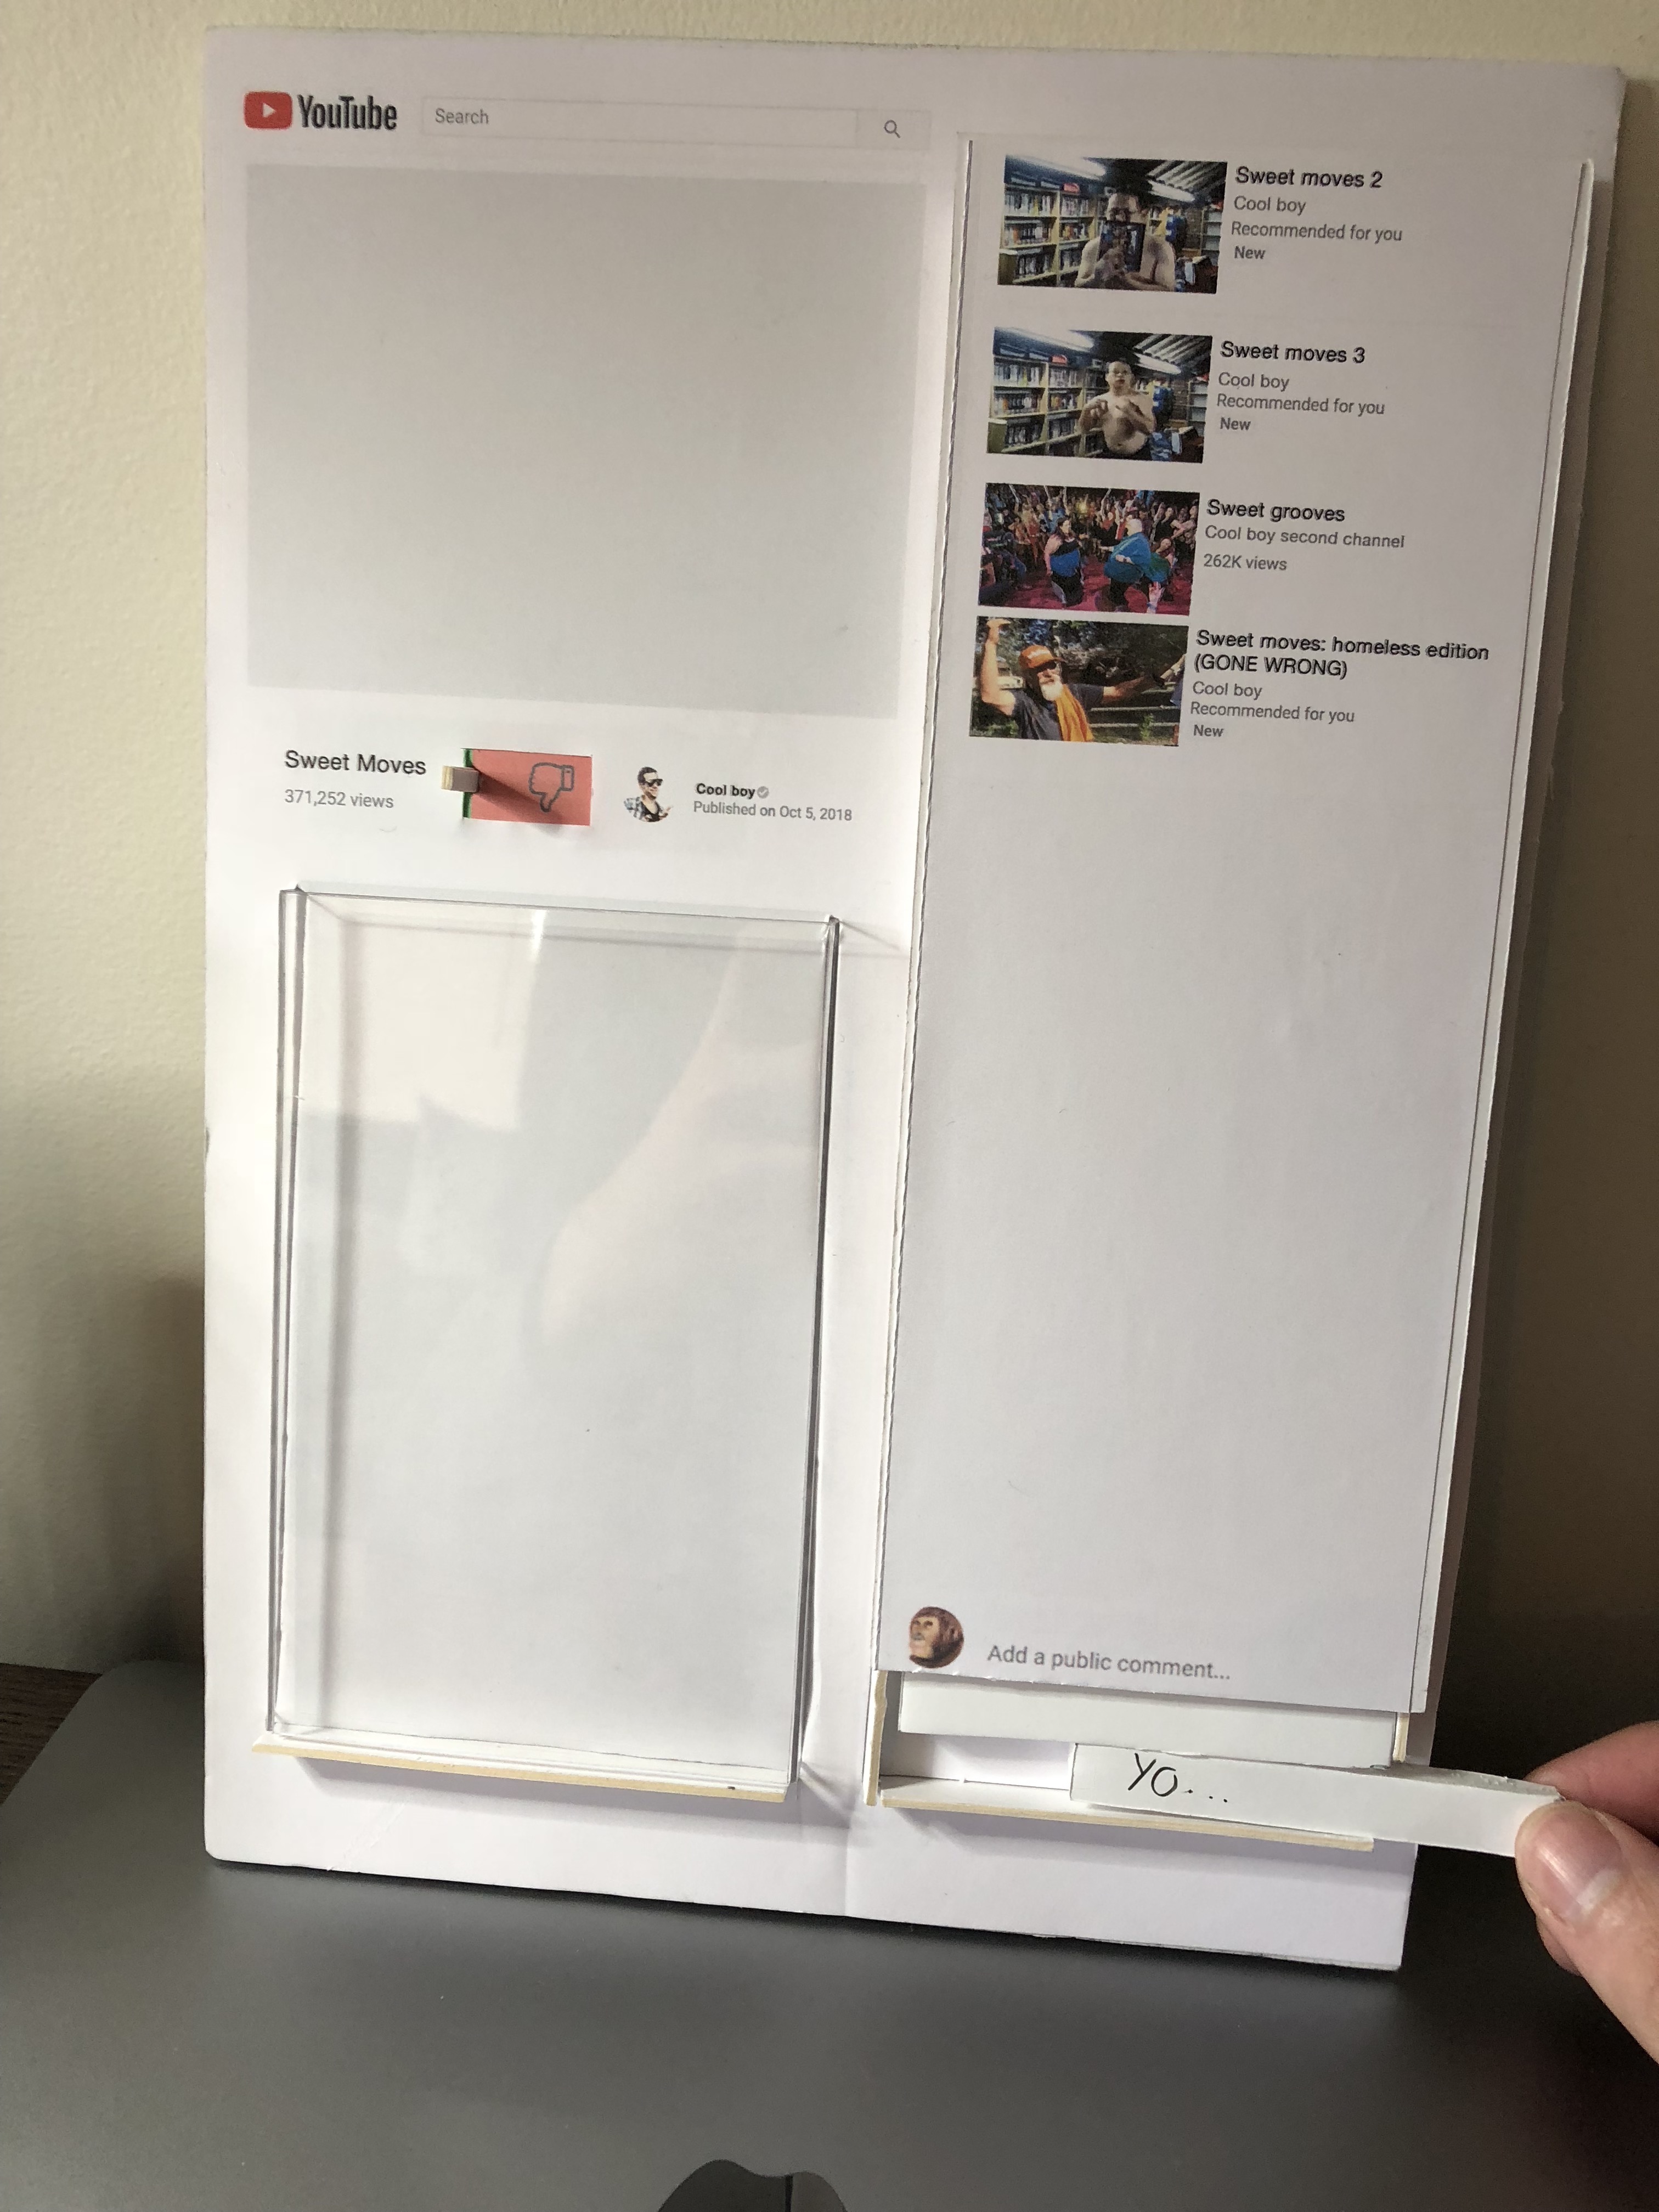 YouTube
Search
Sweet Moves
371,252 views
Cool boy
Published on Oct 5, 2018
Sweet moves 2
Cool boy
Recommended for you
New
Sweet moves 3
Cool boy
Recommended for you
New
Sweet grooves
Cool boy second channel
262K views
Sweet moves: homeless edition
(GONE WRONG)
Cool boy
Recommended for you
New
Add a public comment...
YO...